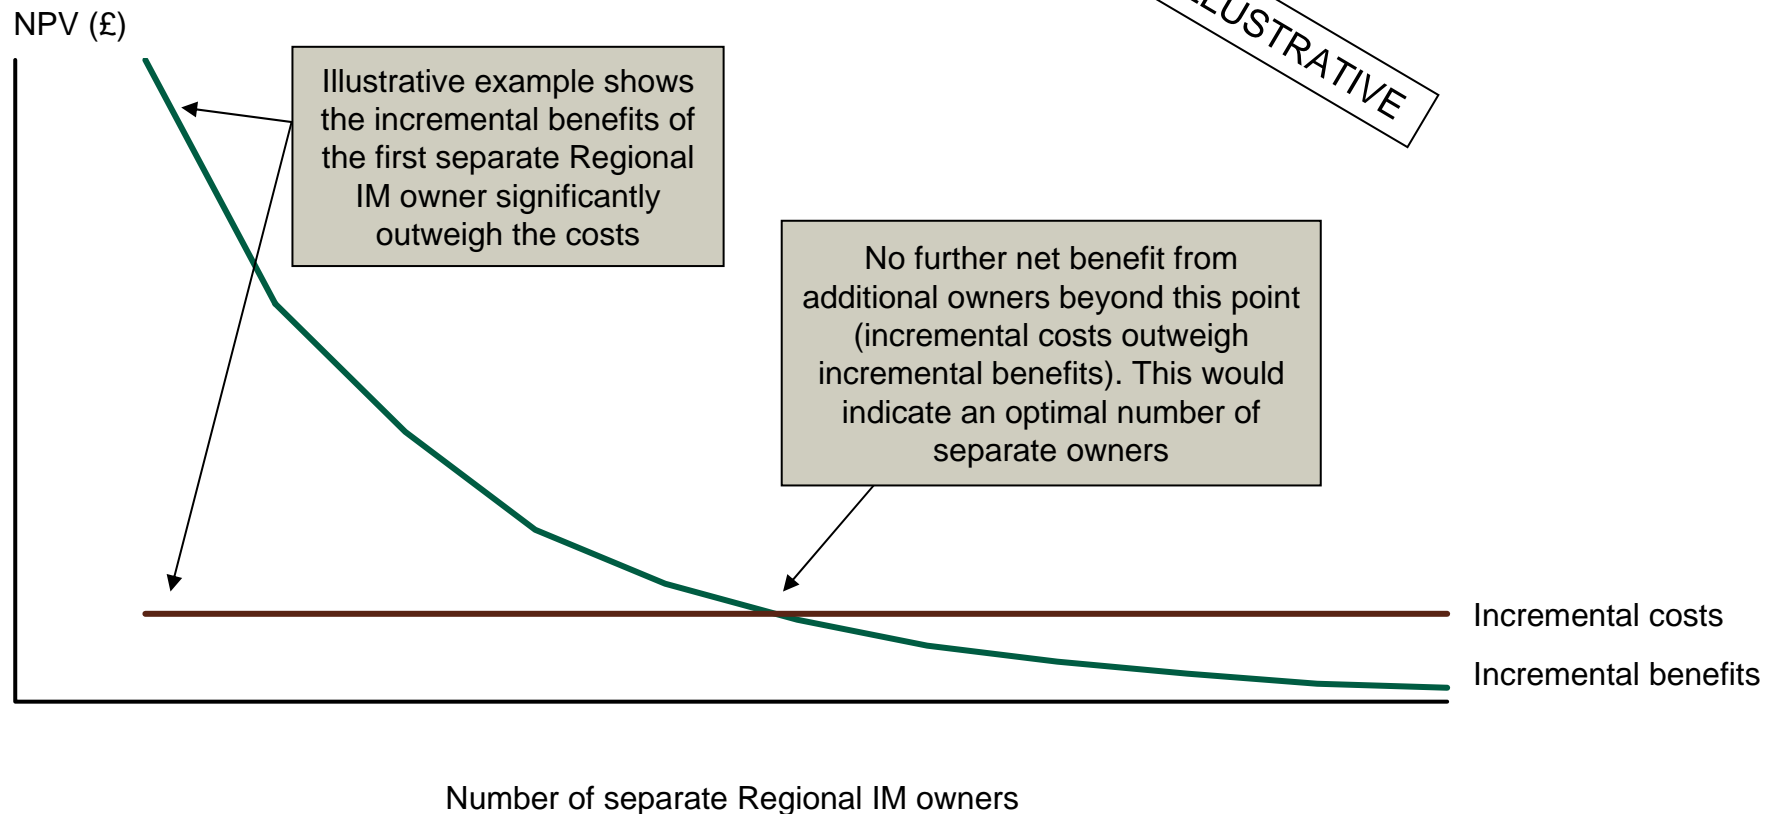 NPV (£)
LLUSTRATIVE
Illustrative example shows
the incremental benefits of
the first separate Regional
IM owner significantly
outweigh the costs
No further net benefit from
additional owners beyond this point
(incremental costs outweigh
incremental benefits). This would
indicate an optimal number of
separate owners
Incremental costs
Incremental benefits
Number of separate Regional IM owners